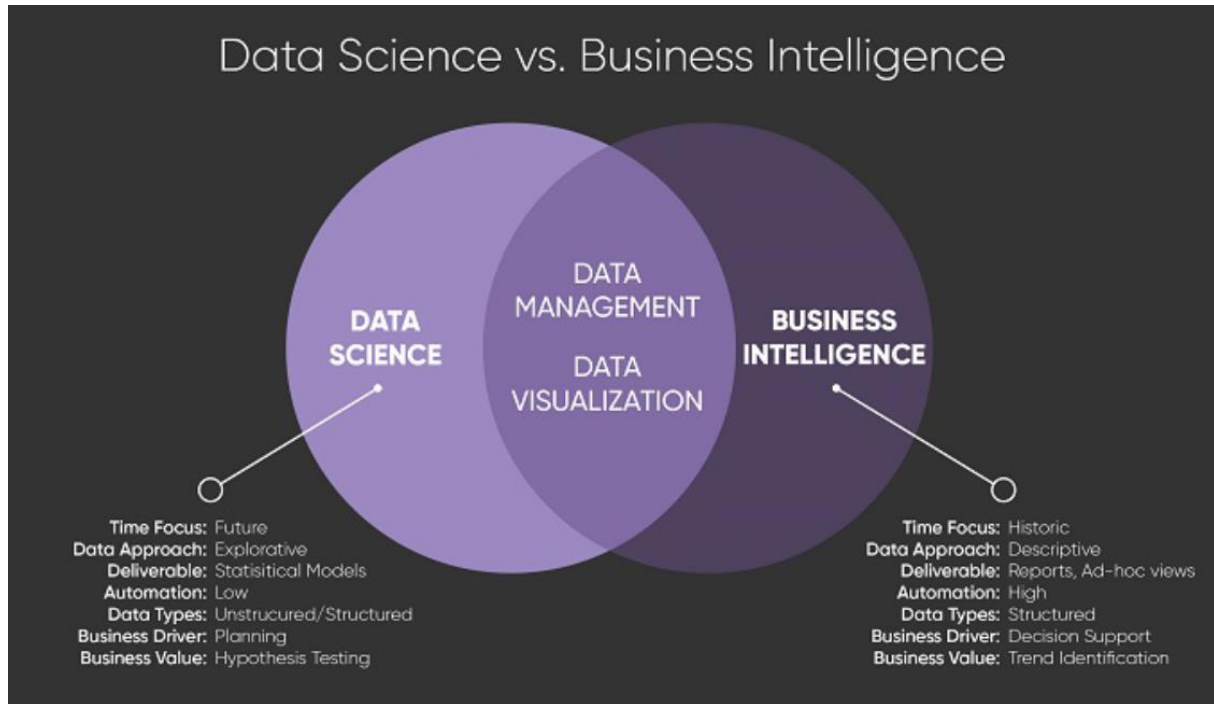 Data Science vs. Business Intelligence
DATA
SCIENCE
DATA
MANAGEMENT
DATA
VISUALIZATION
BUSINESS
INTELLIGENCE
Time Focus: Future
Data Approach: Explorative
Deliverable: Statisitical Models
Automation: Low
Data Types: Unstrucured/Structured
Business Driver: Planning
Business Value: Hypothesis Testing
Time Focus: Historic
Data Approach: Descriptive
Deliverable: Reports, Ad-hoc views
Automation: High
Data Types: Structured
Business Driver: Decision Support
Business Value: Trend Identification